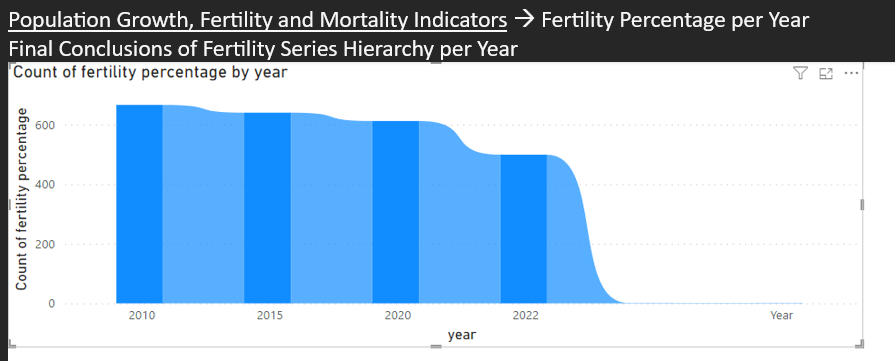 Population Growth, Fertility and Mortality Indicators → Fertility Percentage per Year
Final Conclusions of Fertility Series Hierarchy per Year
Count of fertility percentage by year
Count of fertility percentage
600
400
200
0
2010 2015 2020 2022 Year
year